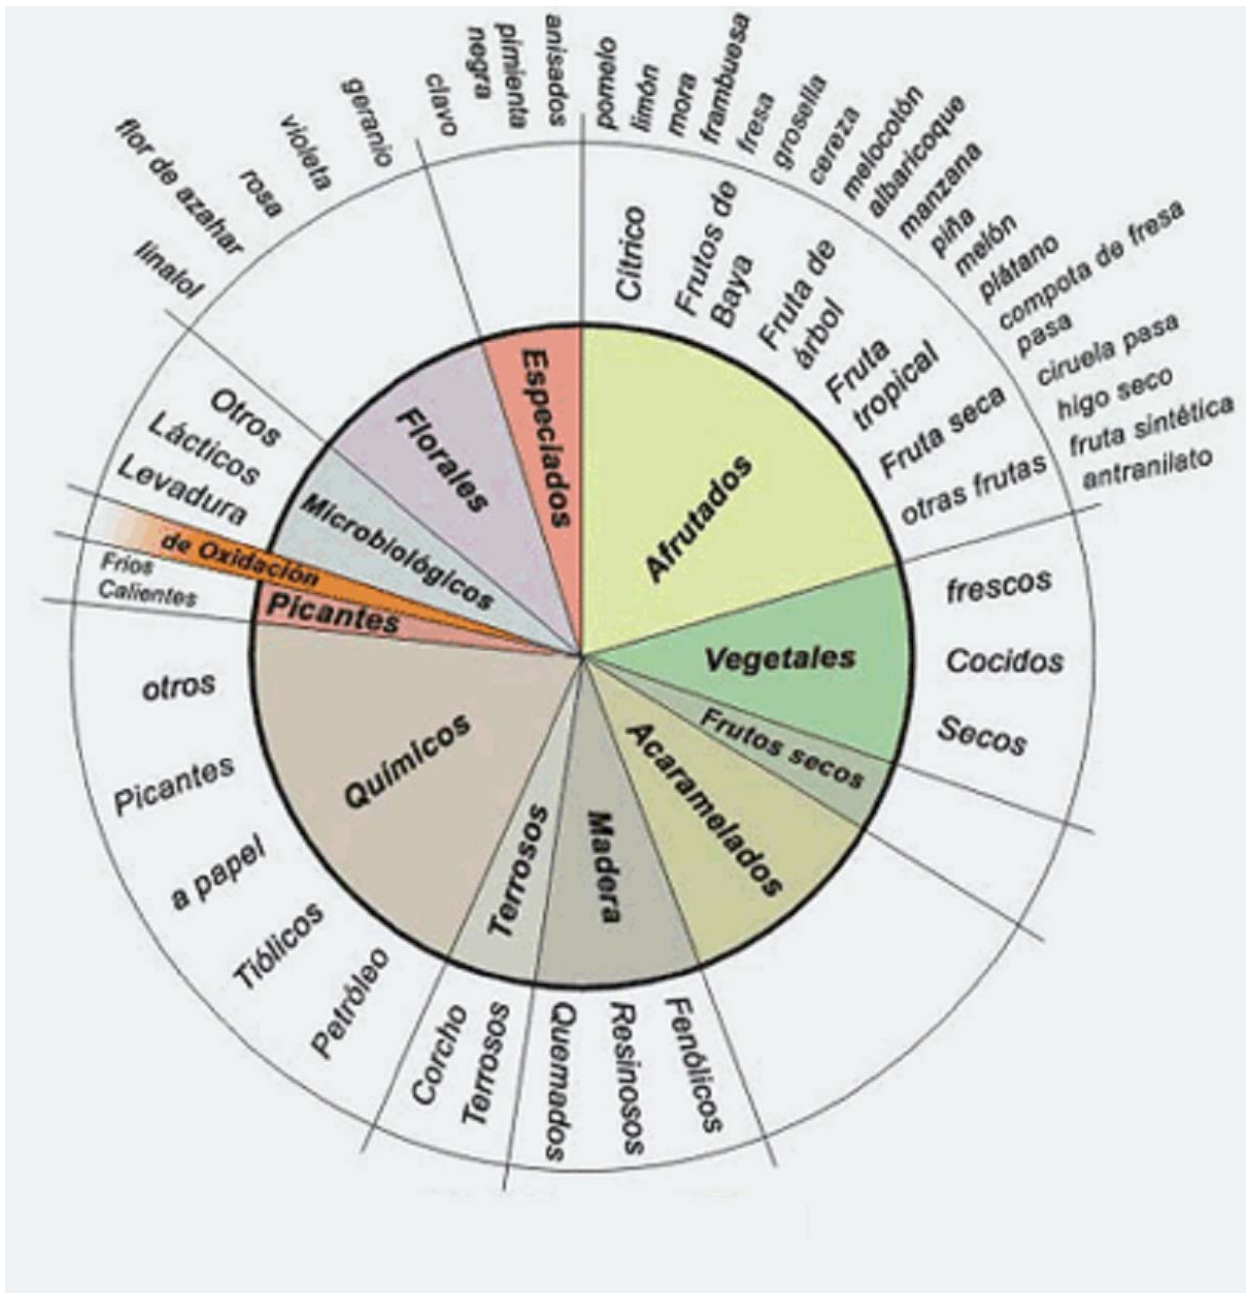 anisados
pimienta
negra
clavo
geranio
violeta
rosa
flor de azahar
linalol
pomelo
limón
mora
frambuesa
fresa
grosella
cereza
melocotón
albaricoque
manzana
piña
melón
plátano
compota de fresa
pasa
ciruela pasa
higo seco
fruta sintética
antranilato
Cítrico
Frutos de
Baya
Fruta de
árbol
Fruta
tropical
Fruta seca
otras frutas
frescos
Cocidos
Secos
Fenólicos
Resinosos
Quemados
Terrosos
Corcho
Petróleo
Tiólicos
a papel
Picantes
otros
Calientes
Fríos
Levadura
Lácticos
Otros
Especiados
Afrutados
Vegetales
Frutos secos
Acaramelados
Madera
Terrosos
Químicos
Picantes
de Oxidación
Microbiológicos
Florales